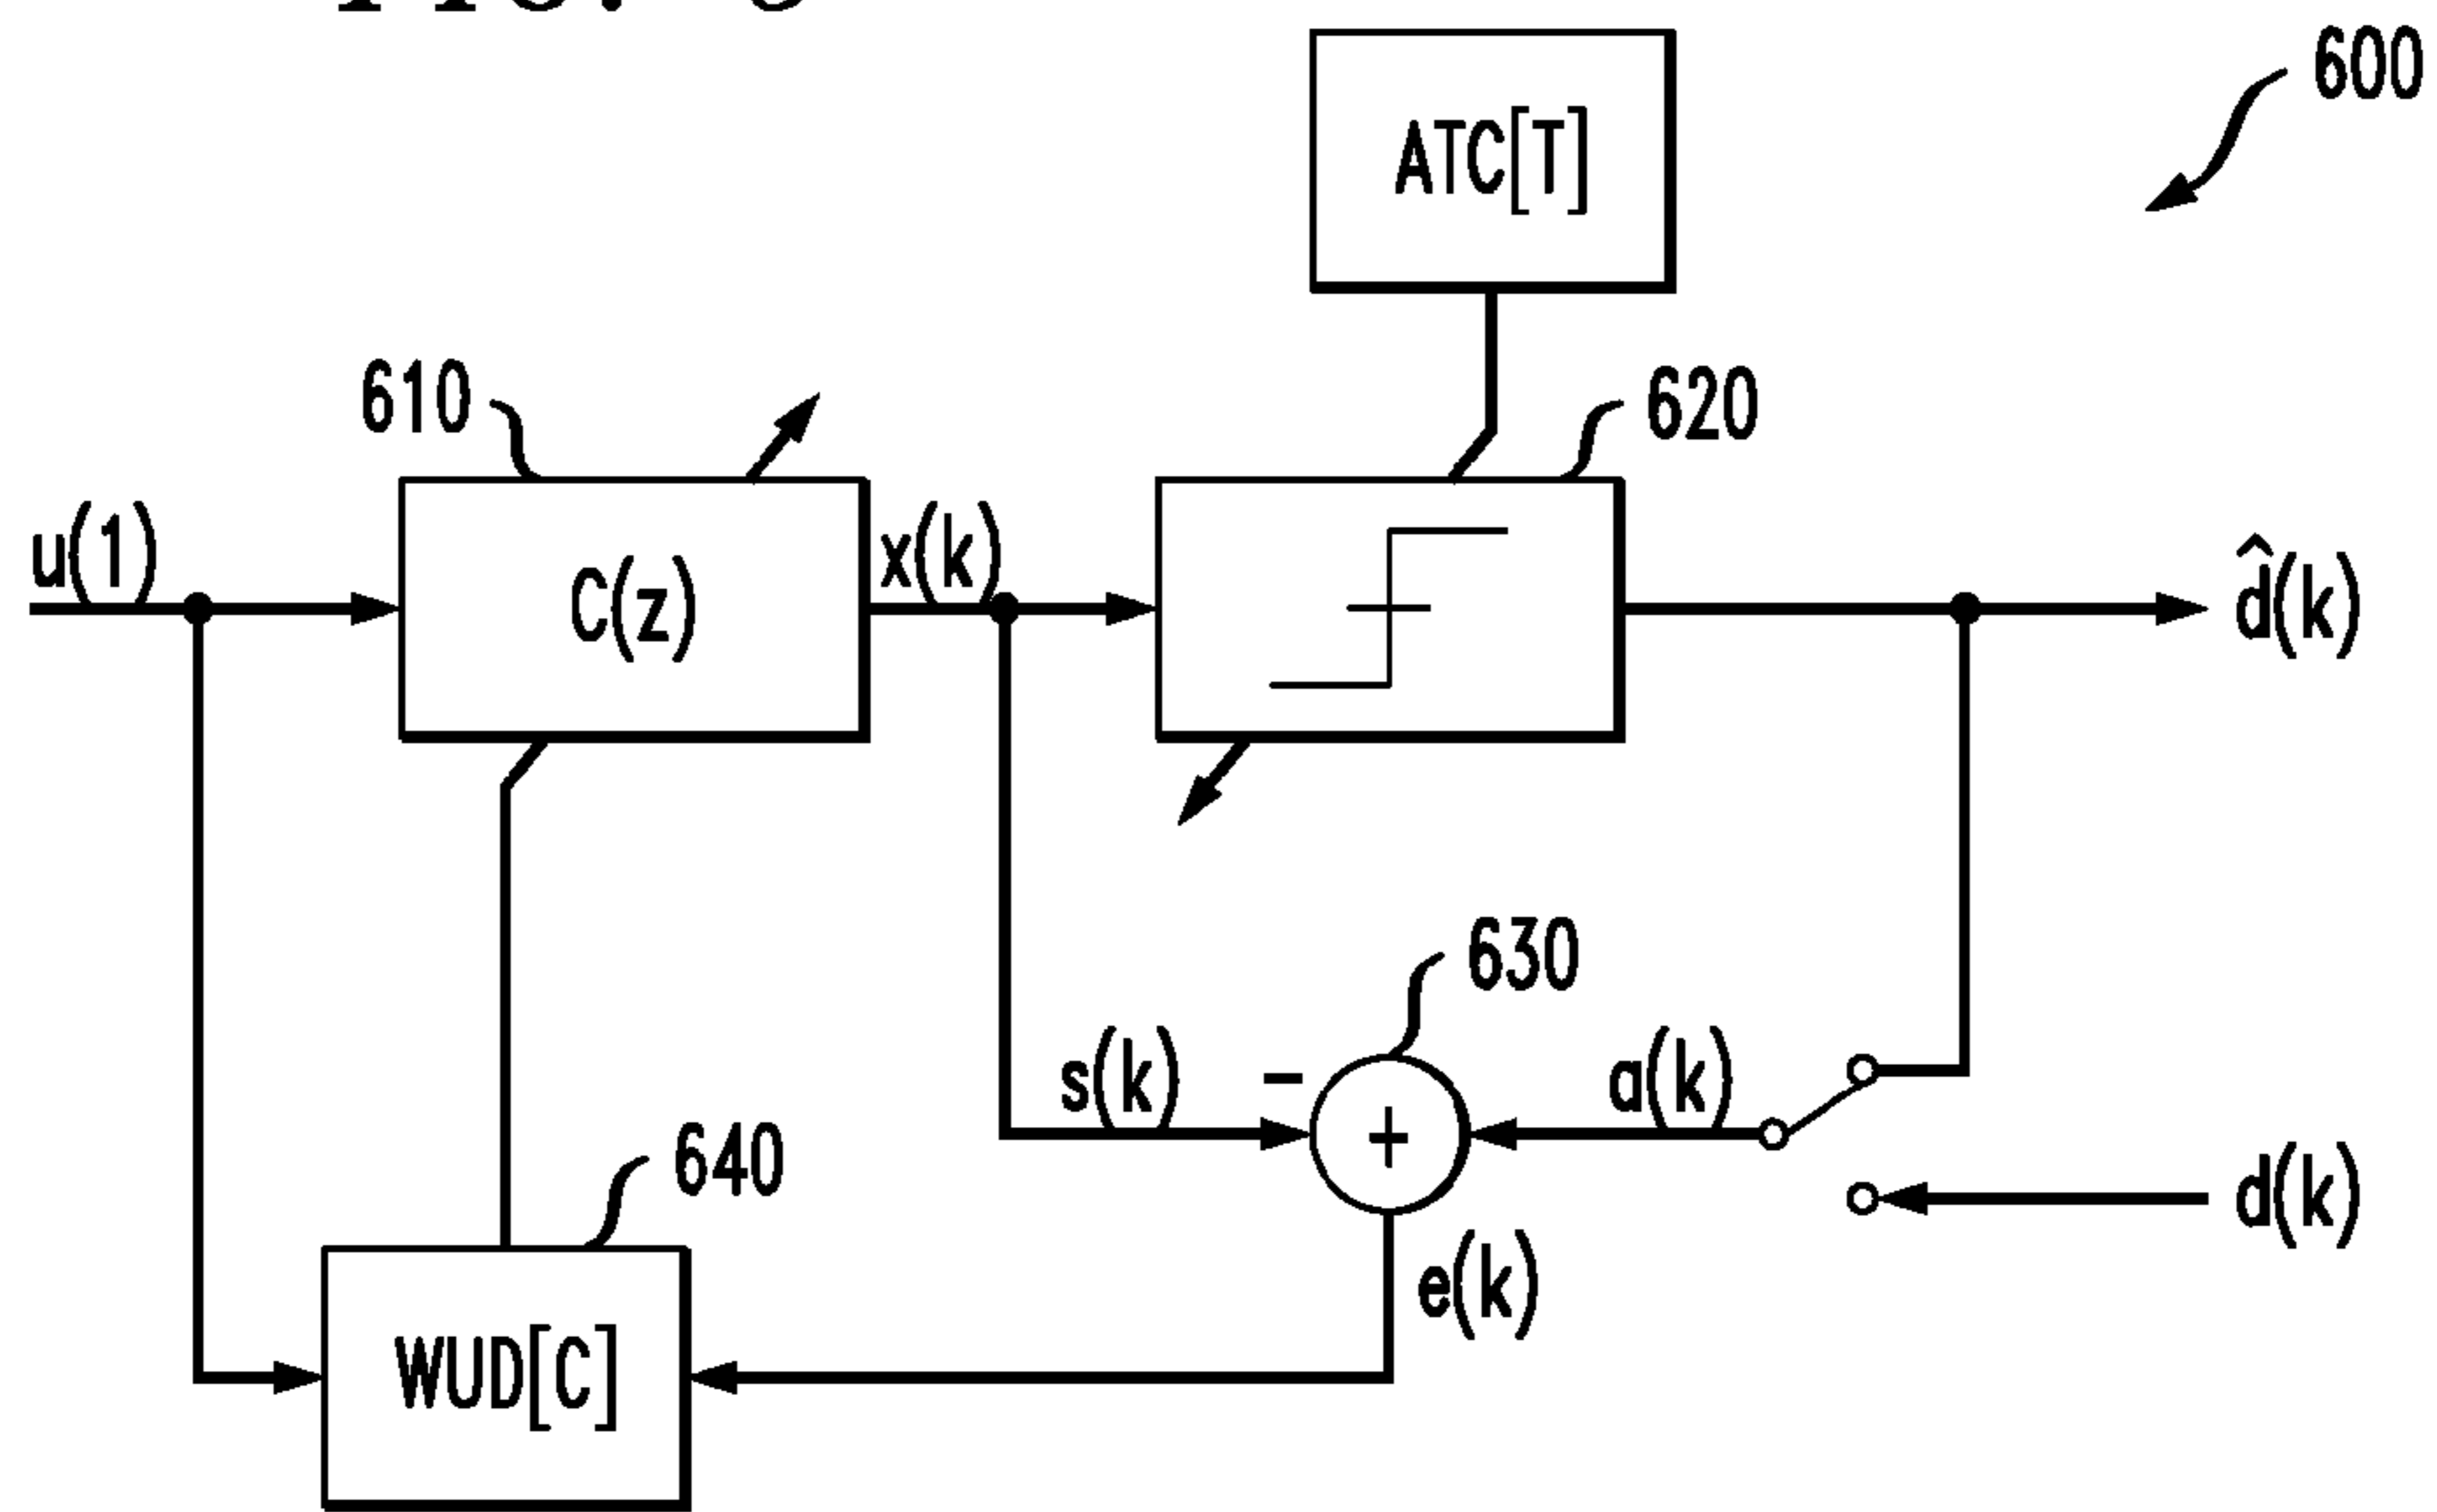 ATC[T]
600
610
620
u(1)
C(z)
x(k)
d̂(k)
630
s(k)
−
+
a(k)
640
d(k)
e(k)
WUD[C]